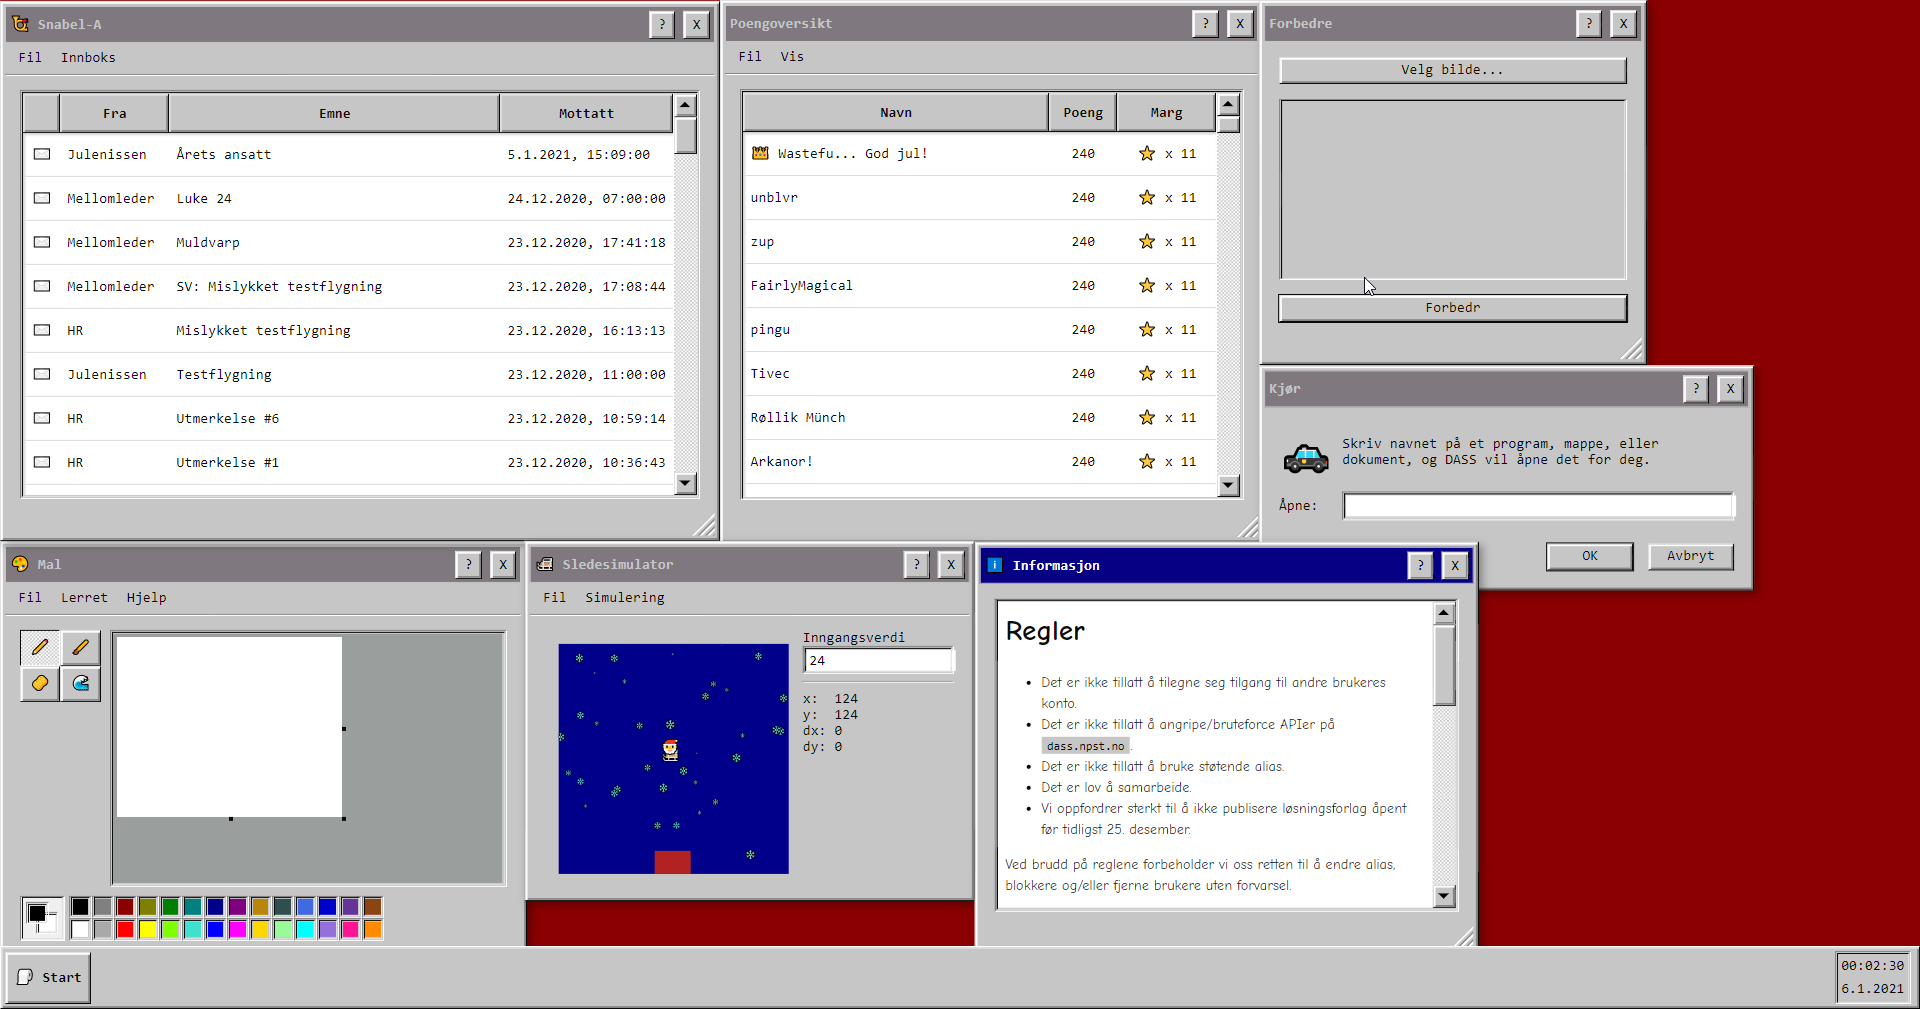 Snabel-A
? X
Fil Innboks
Fra Emne Mottatt
Julenissen Årets ansatt 5.1.2021, 15:09:00
Mellomleder Luke 24 24.12.2020, 07:00:00
Mellomleder Muldvarp 23.12.2020, 17:41:18
Mellomleder SV: Mislykket testflygning 23.12.2020, 17:08:44
HR Mislykket testflygning 23.12.2020, 16:13:13
Julenissen Testflygning 23.12.2020, 11:00:00
HR Utmerkelse #6 23.12.2020, 10:59:14
HR Utmerkelse #1 23.12.2020, 10:36:43
Poengoversikt
? X
Fil Vis
Navn Poeng Marg
Wastefu... God jul! 240 x 11
unblvr 240 x 11
zup 240 x 11
FairlyMagical 240 x 11
pingu 240 x 11
Tivec 240 x 11
Røllik Münch 240 x 11
Arkanor! 240 x 11
Forbedre
? X
Velg bilde...
Forbedr
Kjør
? X
Skriv navnet på et program, mappe, eller
dokument, og DASS vil åpne det for deg.
Åpne:
OK Avbryt
Mal
? X
Fil Lerret Hjelp
Sledesimulator
? X
Fil Simulering
Inngangsverdi
24
x: 124
y: 124
dx: 0
dy: 0
Informasjon
? X
Regler
• Det er ikke tillatt å tilegne seg tilgang til andre brukeres
konto.
• Det er ikke tillatt å angripe/bruteforce APIer på
dass.npst.no.
• Det er ikke tillatt å bruke støtende alias.
• Det er lov å samarbeide.
• Vi oppfordrer sterkt til å ikke publisere løsningsforlag åpent
før tidligst 25. desember.
Ved brudd på reglene forbeholder vi oss retten til å endre alias,
blokkere og/eller fjerne brukere uten forvarsel.
Start
00:02:30
6.1.2021